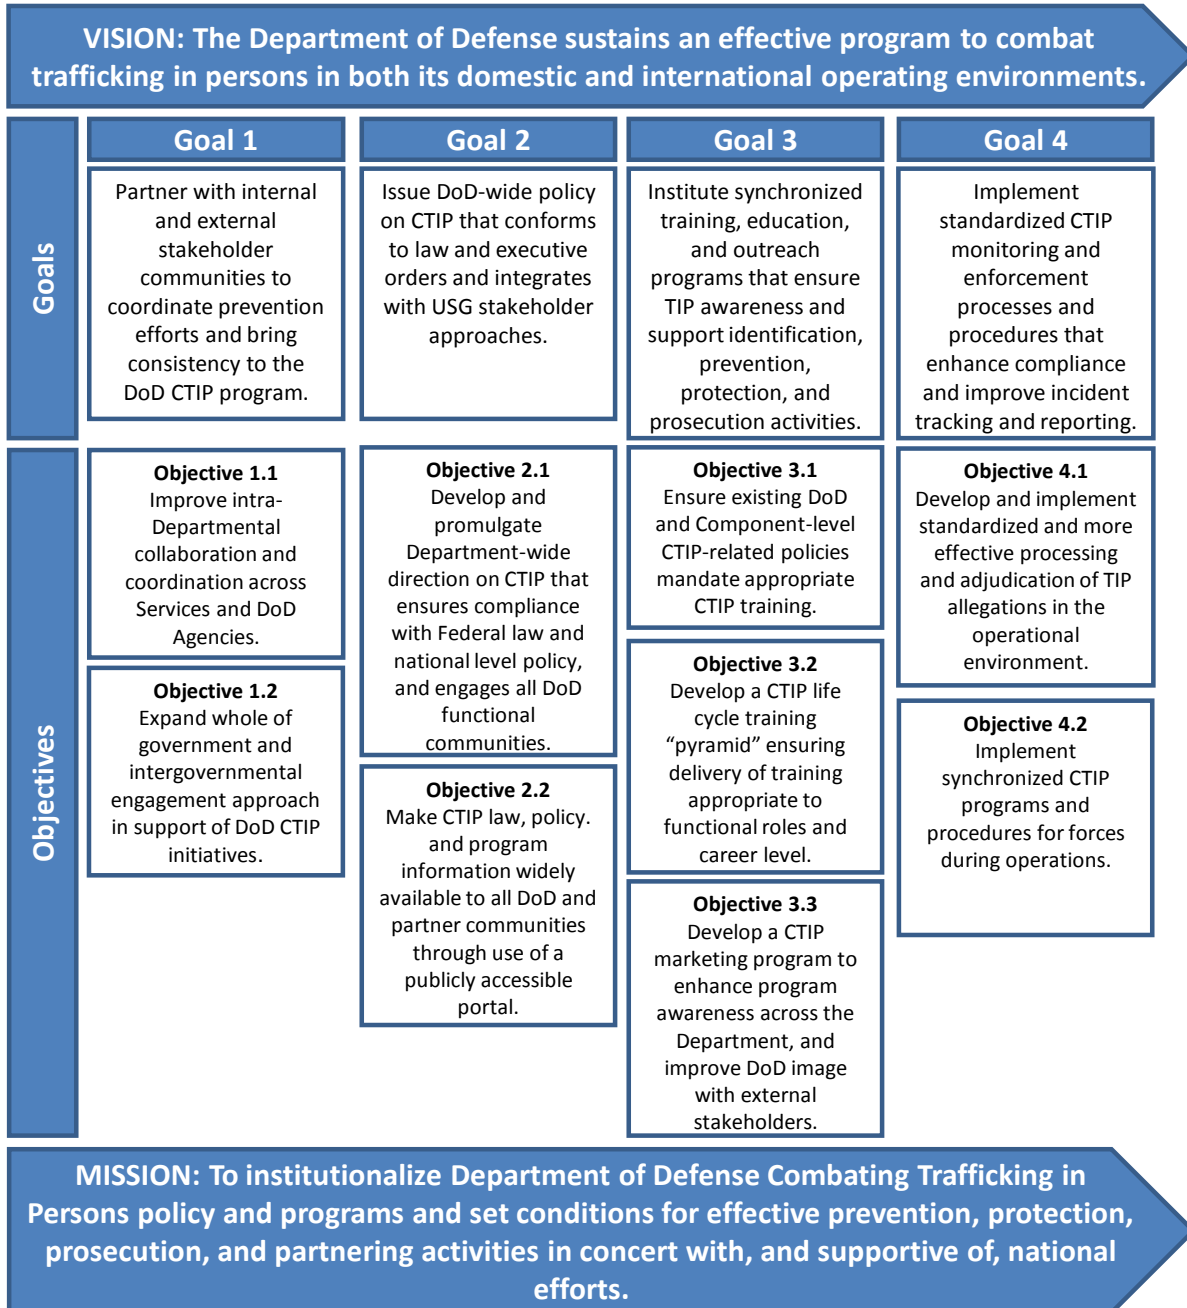 VISION: The Department of Defense sustains an effective program to combat
trafficking in persons in both its domestic and international operating environments.
Goals
Goal 1
Partner with internal
and external
stakeholder
communities to
coordinate prevention
efforts and bring
consistency to the
DoD CTIP program.
Goal 2
Issue DoD-wide policy
on CTIP that conforms
to law and executive
orders and integrates
with USG stakeholder
approaches.
Goal 3
Institute synchronized
training, education,
and outreach
programs that ensure
TIP awareness and
support identification,
prevention,
protection, and
prosecution activities.
Goal 4
Implement
standardized CTIP
monitoring and
enforcement
processes and
procedures that
enhance compliance
and improve incident
tracking and reporting.
Objectives
Objective 1.1
Improve intra-
Departmental
collaboration and
coordination across
Services and DoD
Agencies.
Objective 1.2
Expand whole of
government and
intergovernmental
engagement approach
in support of DoD CTIP
initiatives.
Objective 2.1
Develop and
promulgate
Department-wide
direction on CTIP that
ensures compliance
with Federal law and
national level policy,
and engages all DoD
functional
communities.
Objective 2.2
Make CTIP law, policy.
and program
information widely
available to all DoD and
partner communities
through use of a
publicly accessible
portal.
Objective 3.1
Ensure existing DoD
and Component-level
CTIP-related policies
mandate appropriate
CTIP training.
Objective 3.2
Develop a CTIP life
cycle training
“pyramid” ensuring
delivery of training
appropriate to
functional roles and
career level.
Objective 3.3
Develop a CTIP
marketing program to
enhance program
awareness across the
Department, and
improve DoD image
with external
stakeholders.
Objective 4.1
Develop and implement
standardized and more
effective processing
and adjudication of TIP
allegations in the
operational
environment.
Objective 4.2
Implement
synchronized CTIP
programs and
procedures for forces
during operations.
MISSION: To institutionalize Department of Defense Combating Trafficking in
Persons policy and programs and set conditions for effective prevention, protection,
prosecution, and partnering activities in concert with, and supportive of, national
efforts.